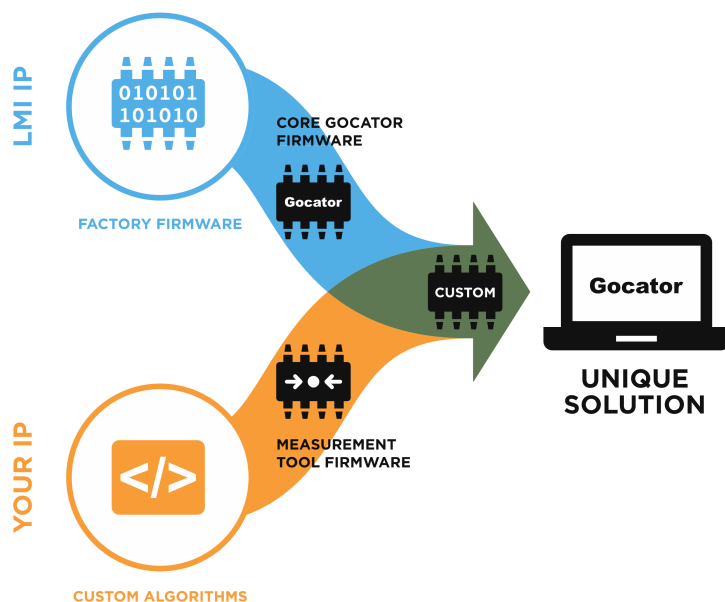 LMI IP
010101
101010
FACTORY FIRMWARE
CORE GOCATOR
FIRMWARE
Gocator
CUSTOM
Gocator
UNIQUE
SOLUTION
YOUR IP
</>
MEASUREMENT
TOOL FIRMWARE
CUSTOM ALGORITHMS